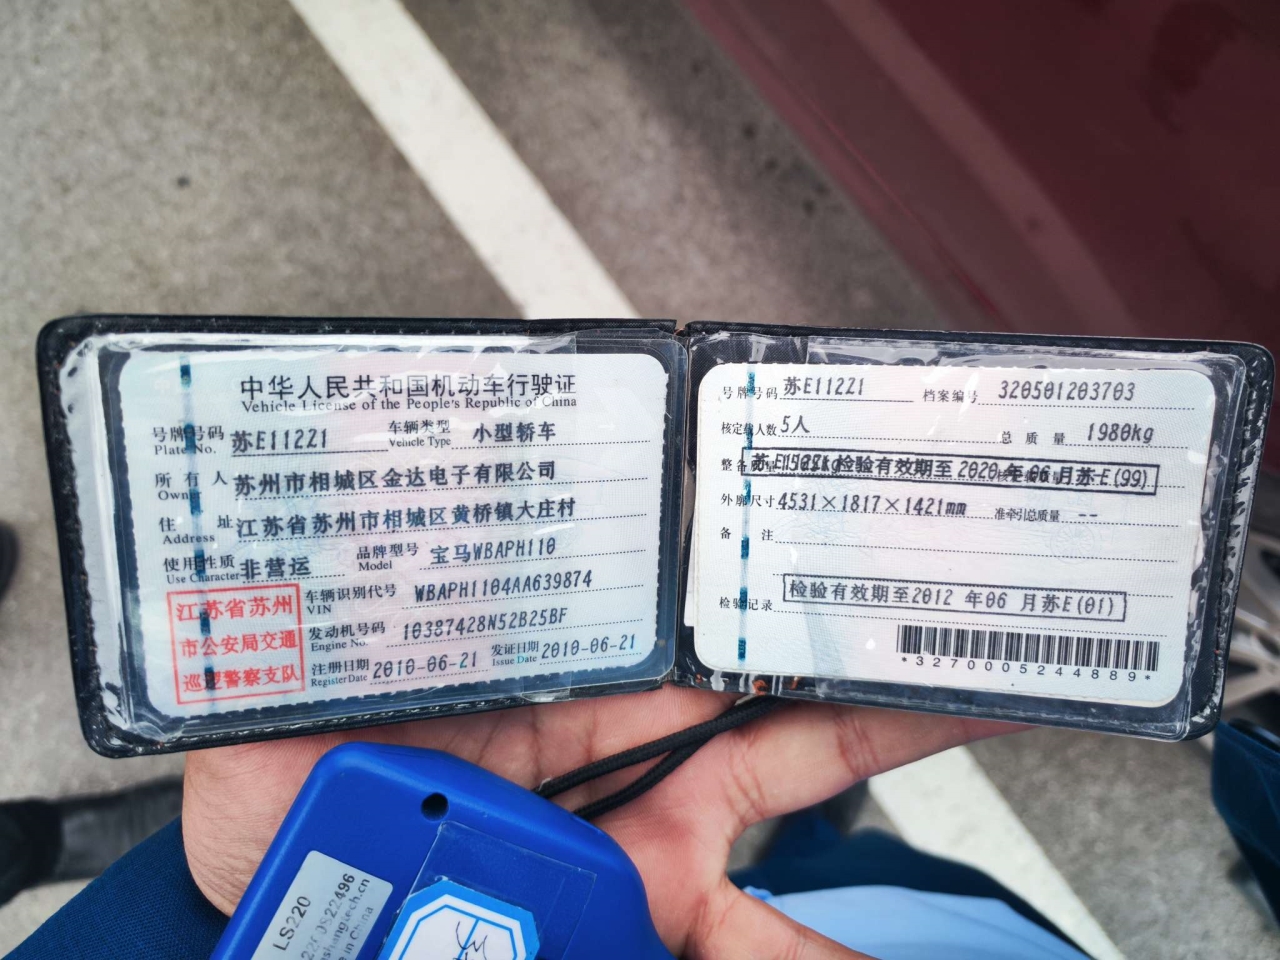 中华人民共和国机动车行驶证
Vehicle License of the People's Republic of China
号牌号码 苏E11221 车辆类型 小型轿车
Plate No. Vehicle Type
所有人 苏州市相城区金达电子有限公司
Owner
住址 江苏省苏州市相城区黄桥镇大庄村
Address
使用性质 非营运 品牌型号 宝马WBAPH110
Use Character Model
江苏省苏州
市公安局交通
巡逻警察支队
车辆识别代号 WBAPH1104AA639874
VIN
发动机号码 10387428N52B25BF
Engine No.
注册日期 2010-06-21 发证日期 2010-06-21
Register Date Issue Date
号牌号码 苏E11221 档案编号 320501203703
核定载人数 5人 总质量 1980kg
检验有效期至2020年06月苏E(99)
外廓尺寸 4531×1817×1421mm 准牵引总质量 --
备注
检验记录 检验有效期至2012年06月苏E(01)
*3270005244889*
LS220